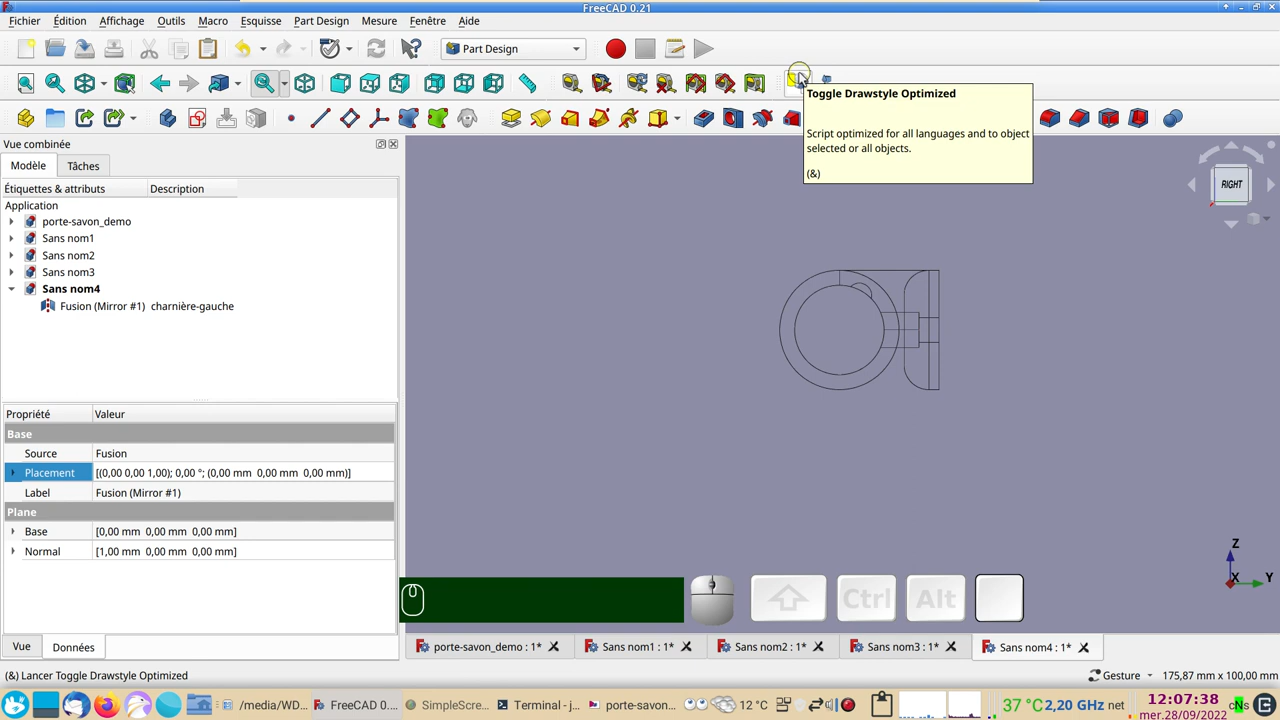 FreeCAD 0.21
Fichier Édition Affichage Outils Macro Esquisse Part Design Mesure Fenêtre Aide
Part Design
Toggle Drawstyle Optimized
Script optimized for all languages and to object
selected or all objects.
(&)
Vue combinée
Modèle Tâches
Étiquettes & attributs Description
Application
porte-savon_demo
Sans nom1
Sans nom2
Sans nom3
Sans nom4
Fusion (Mirror #1) charnière-gauche
RIGHT
Propriété Valeur
Base
Source Fusion
Placement [(0,00 0,00 1,00); 0,00 °; (0,00 mm 0,00 mm 0,00 mm)]
Label Fusion (Mirror #1)
Plane
Base [0,00 mm 0,00 mm 0,00 mm]
Normal [1,00 mm 0,00 mm 0,00 mm]
Z
X Y
Ctrl Alt
Vue Données
porte-savon_demo : 1* Sans nom1 : 1* Sans nom2 : 1* Sans nom3 : 1* Sans nom4 : 1*
(&) Lancer Toggle Drawstyle Optimized
Gesture 175,87 mm x 100,00 mm
/media/WD... FreeCAD 0.... SimpleScre... Terminal - j... porte-savon... 12 °C 37 °C 2,20 GHz 12:07:38
mer.28/09/2022
cNs